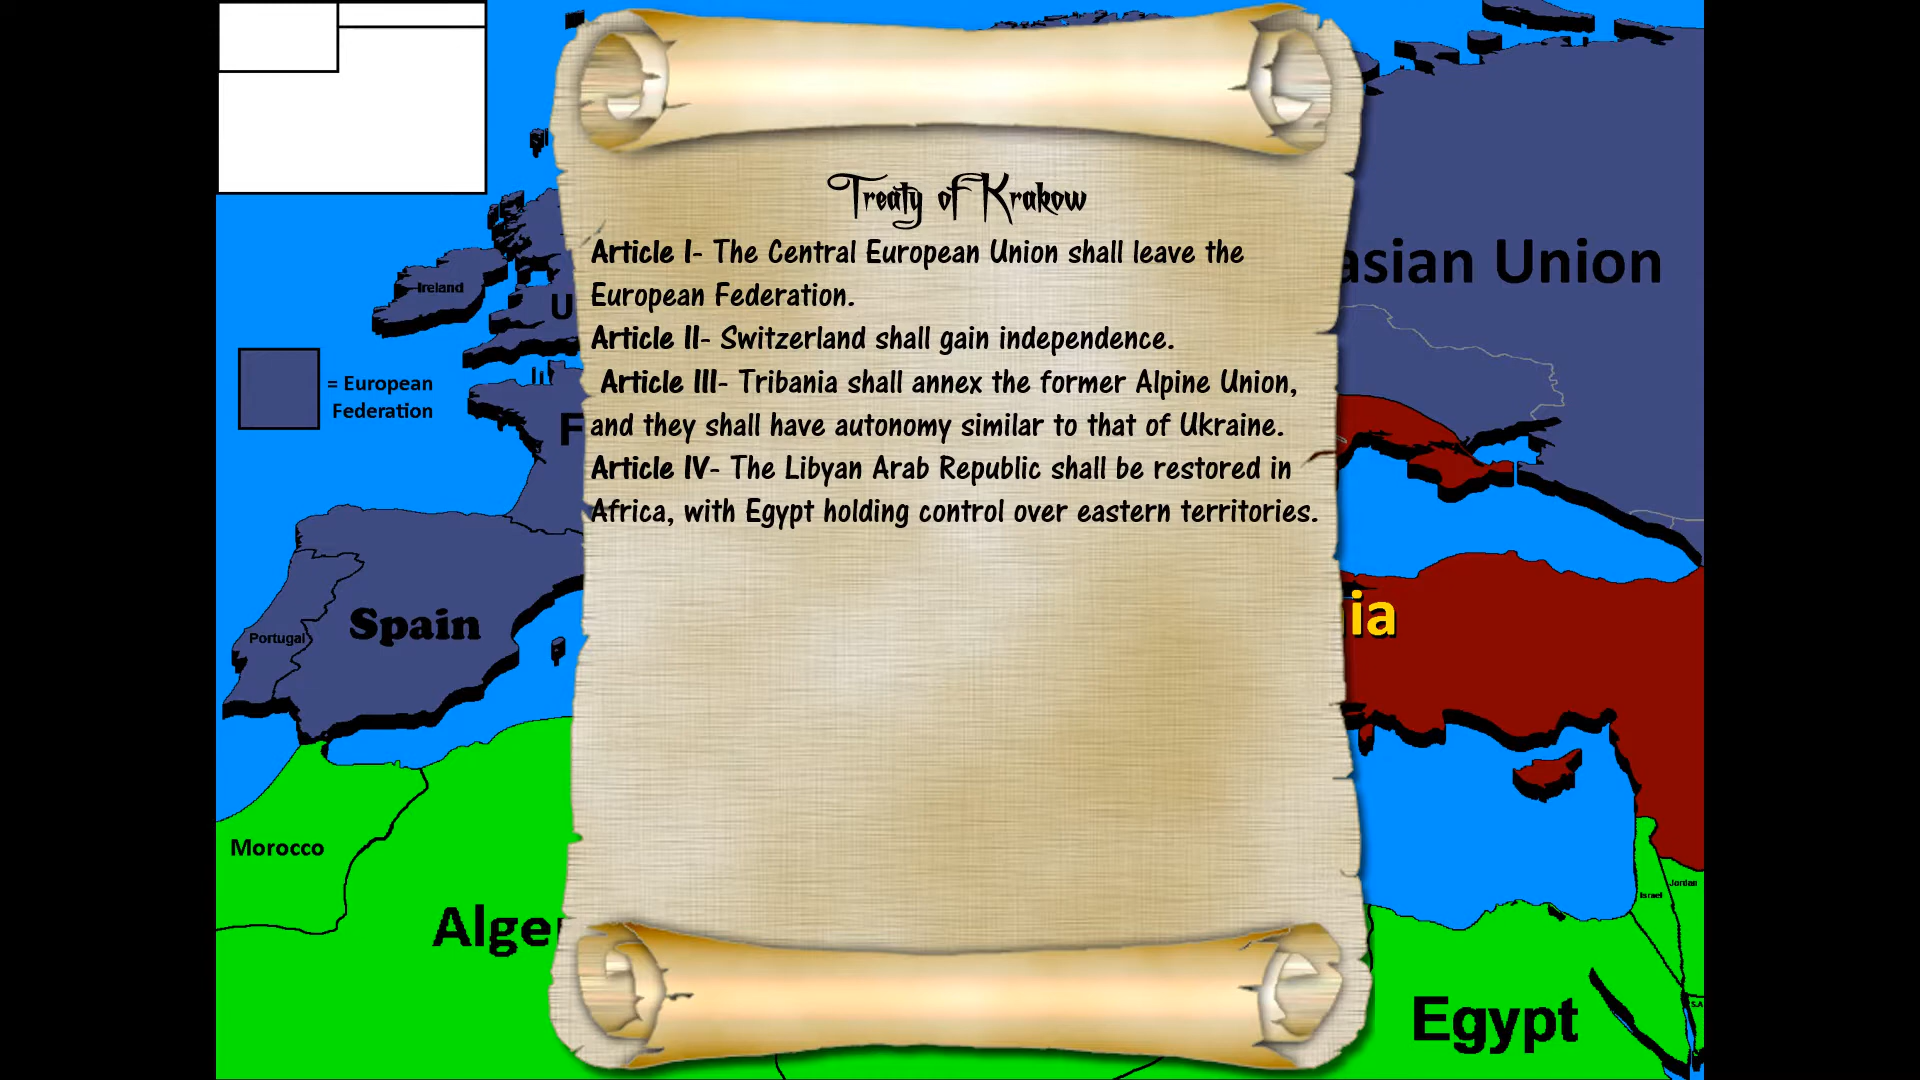 Treaty of Krakow
Article I- The Central European Union shall leave the
European Federation.
Article II- Switzerland shall gain independence.
Article III- Tribania shall annex the former Alpine Union,
and they shall have autonomy similar to that of Ukraine.
Article IV- The Libyan Arab Republic shall be restored in
Africa, with Egypt holding control over eastern territories.
asian Union
Ireland
U
= European
Federation
F
Spain
Portugal
ia
Morocco
Alge
Israel
Jordan
S.A
Egypt